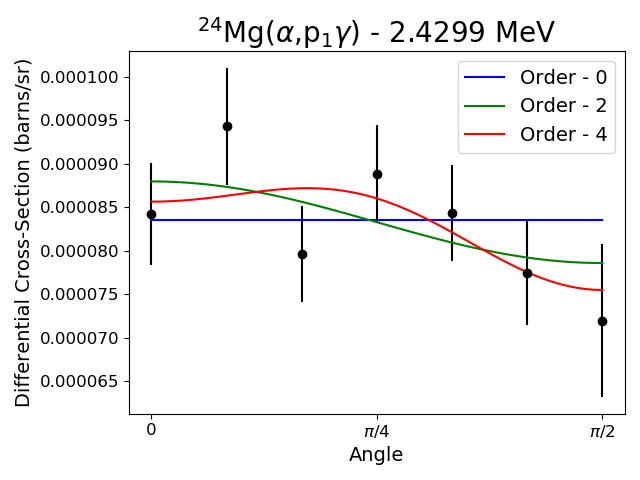 ²⁴Mg(α,p₁γ) - 2.4299 MeV
Differential Cross-Section (barns/sr)
0.000100
0.000095
0.000090
0.000085
0.000080
0.000075
0.000070
0.000065
Order - 0
Order - 2
Order - 4
0
π/4
π/2
Angle